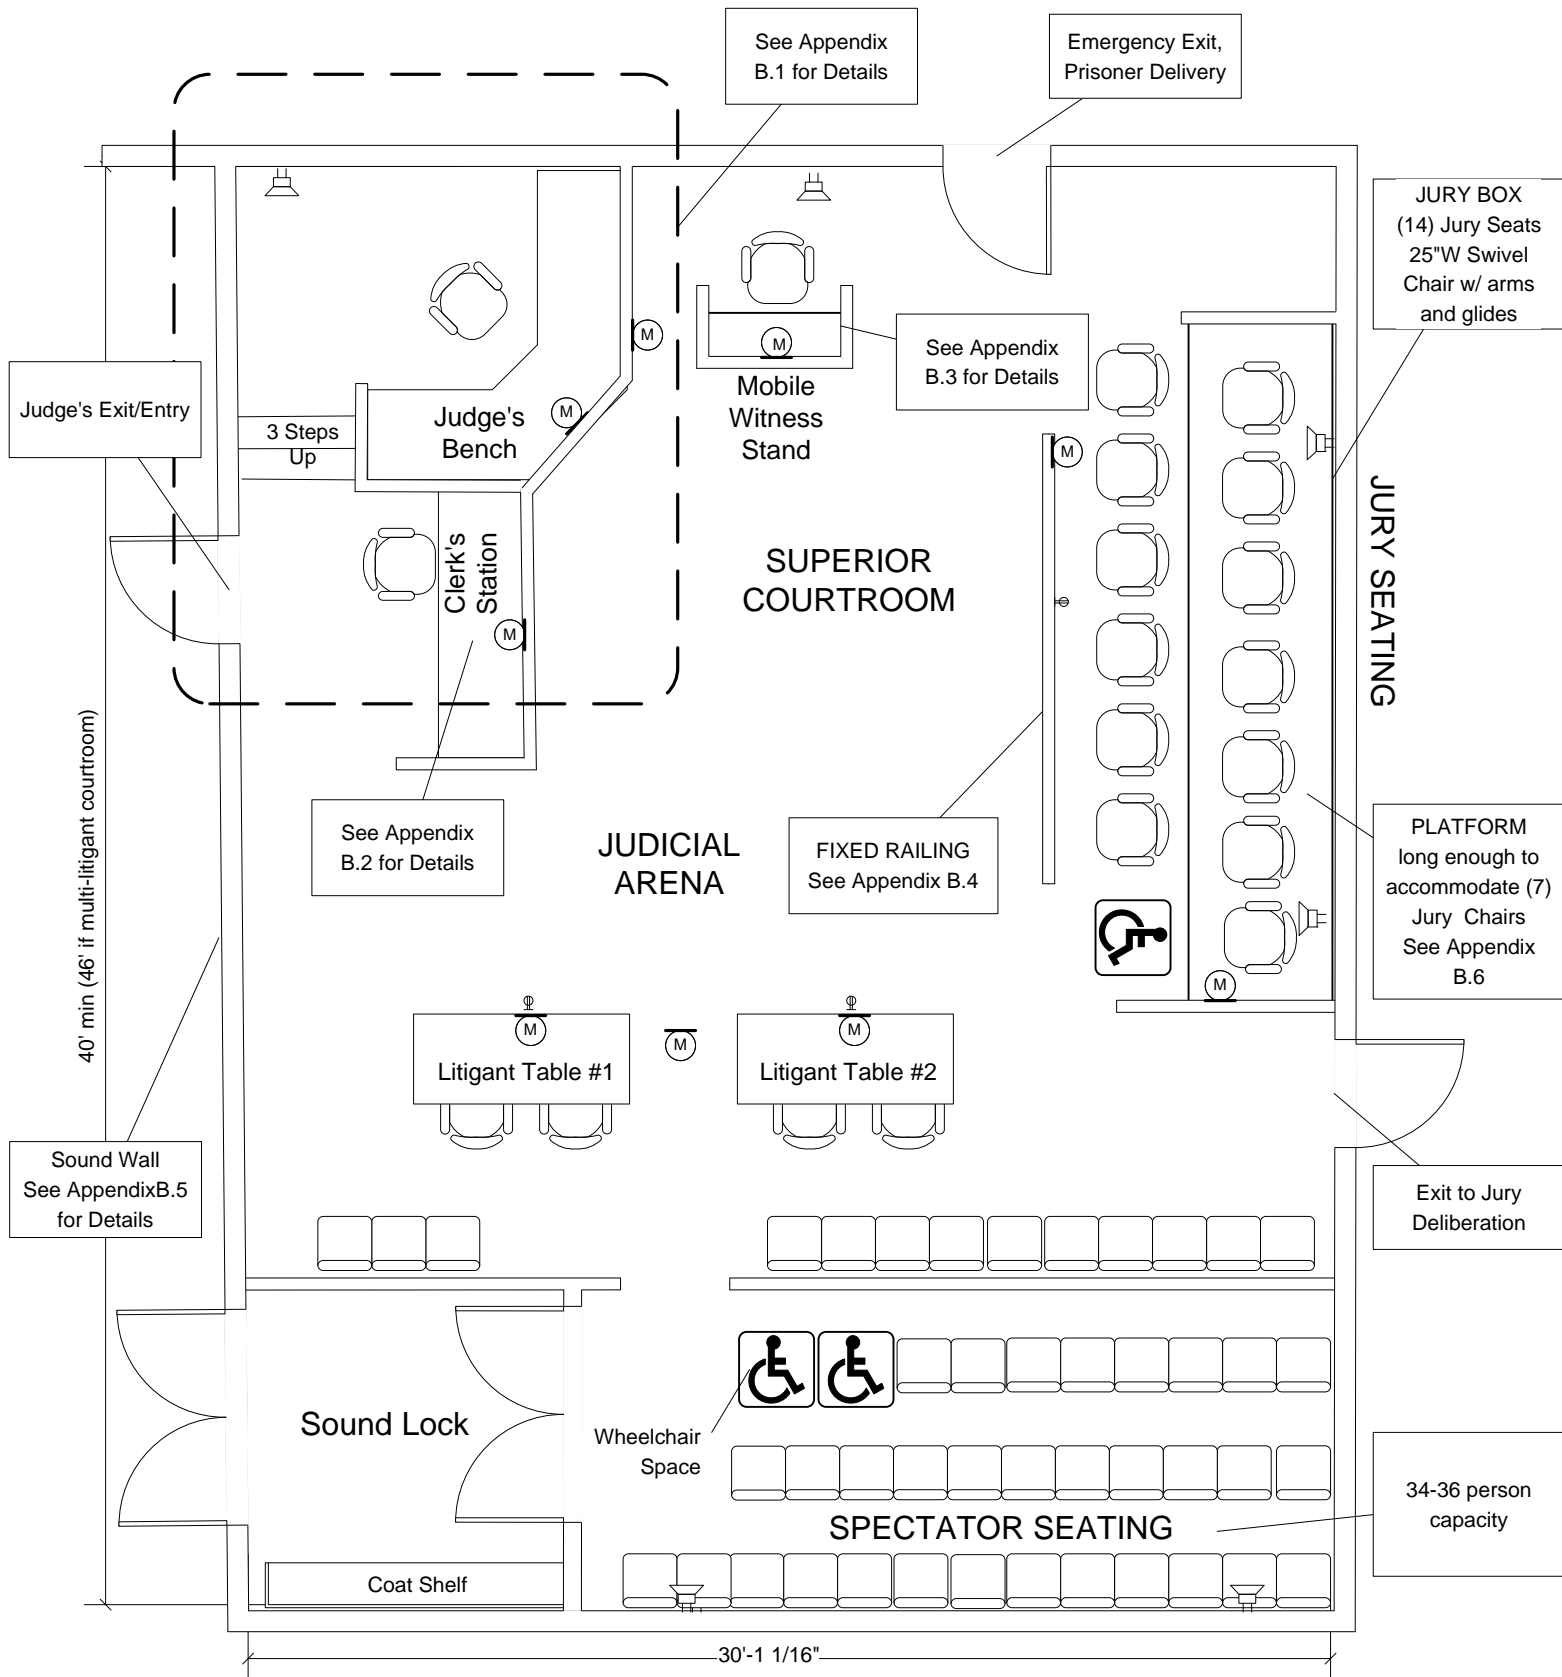 See Appendix
B.1 for Details
Emergency Exit,
Prisoner Delivery
JURY BOX
(14) Jury Seats
25"W Swivel
Chair w/ arms
and glides
Judge's Exit/Entry
3 Steps
Up
Judge's
Bench
M
M
M
Mobile
Witness
Stand
See Appendix
B.3 for Details
M
JURY SEATING
Clerk's
Station
M
SUPERIOR
COURTROOM
40' min (46' if multi-litigant courtroom)
See Appendix
B.2 for Details
JUDICIAL
ARENA
FIXED RAILING
See Appendix B.4
PLATFORM
long enough to
accommodate (7)
Jury Chairs
See Appendix
B.6
M
M
M
M
Litigant Table #1
Litigant Table #2
Sound Wall
See AppendixB.5
for Details
Exit to Jury
Deliberation
Sound Lock
Wheelchair
Space
34-36 person
capacity
SPECTATOR SEATING
Coat Shelf
30'-1 1/16"